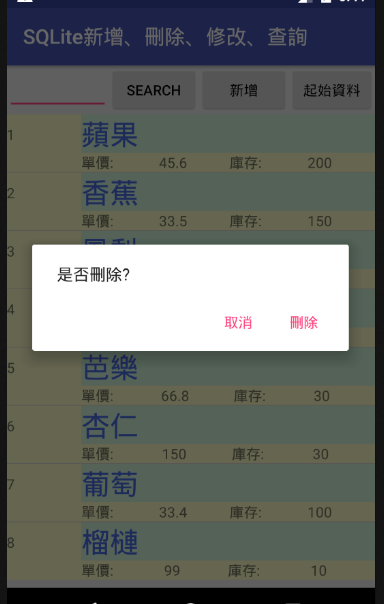 SQLite新增、刪除、修改、查詢
SEARCH 新增 起始資料
1 蘋果
單價: 45.6 庫存: 200
2 香蕉
單價: 33.5 庫存: 150
3
是否刪除?
4
取消 刪除
5 芭樂
單價: 66.8 庫存: 30
6 杏仁
單價: 150 庫存: 30
7 葡萄
單價: 33.4 庫存: 100
8 榴槤
單價: 99 庫存: 10